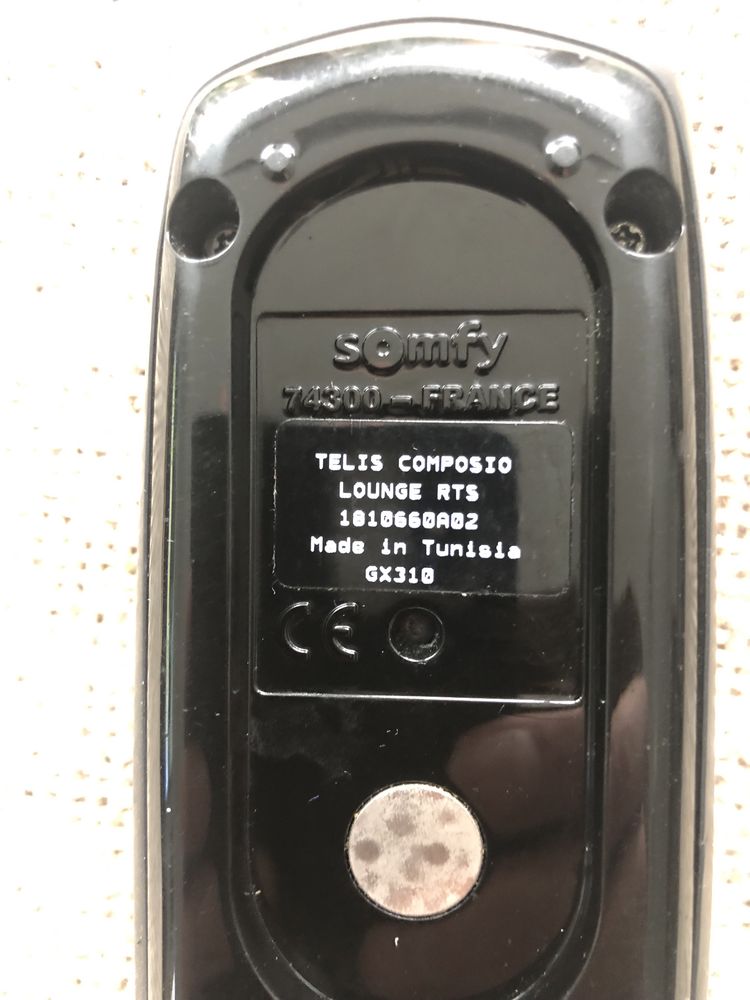 somfy
74300 - FRANCE
TELIS COMPOSIO
LOUNGE RTS
1810660A02
Made in Tunisia
GX310
CE